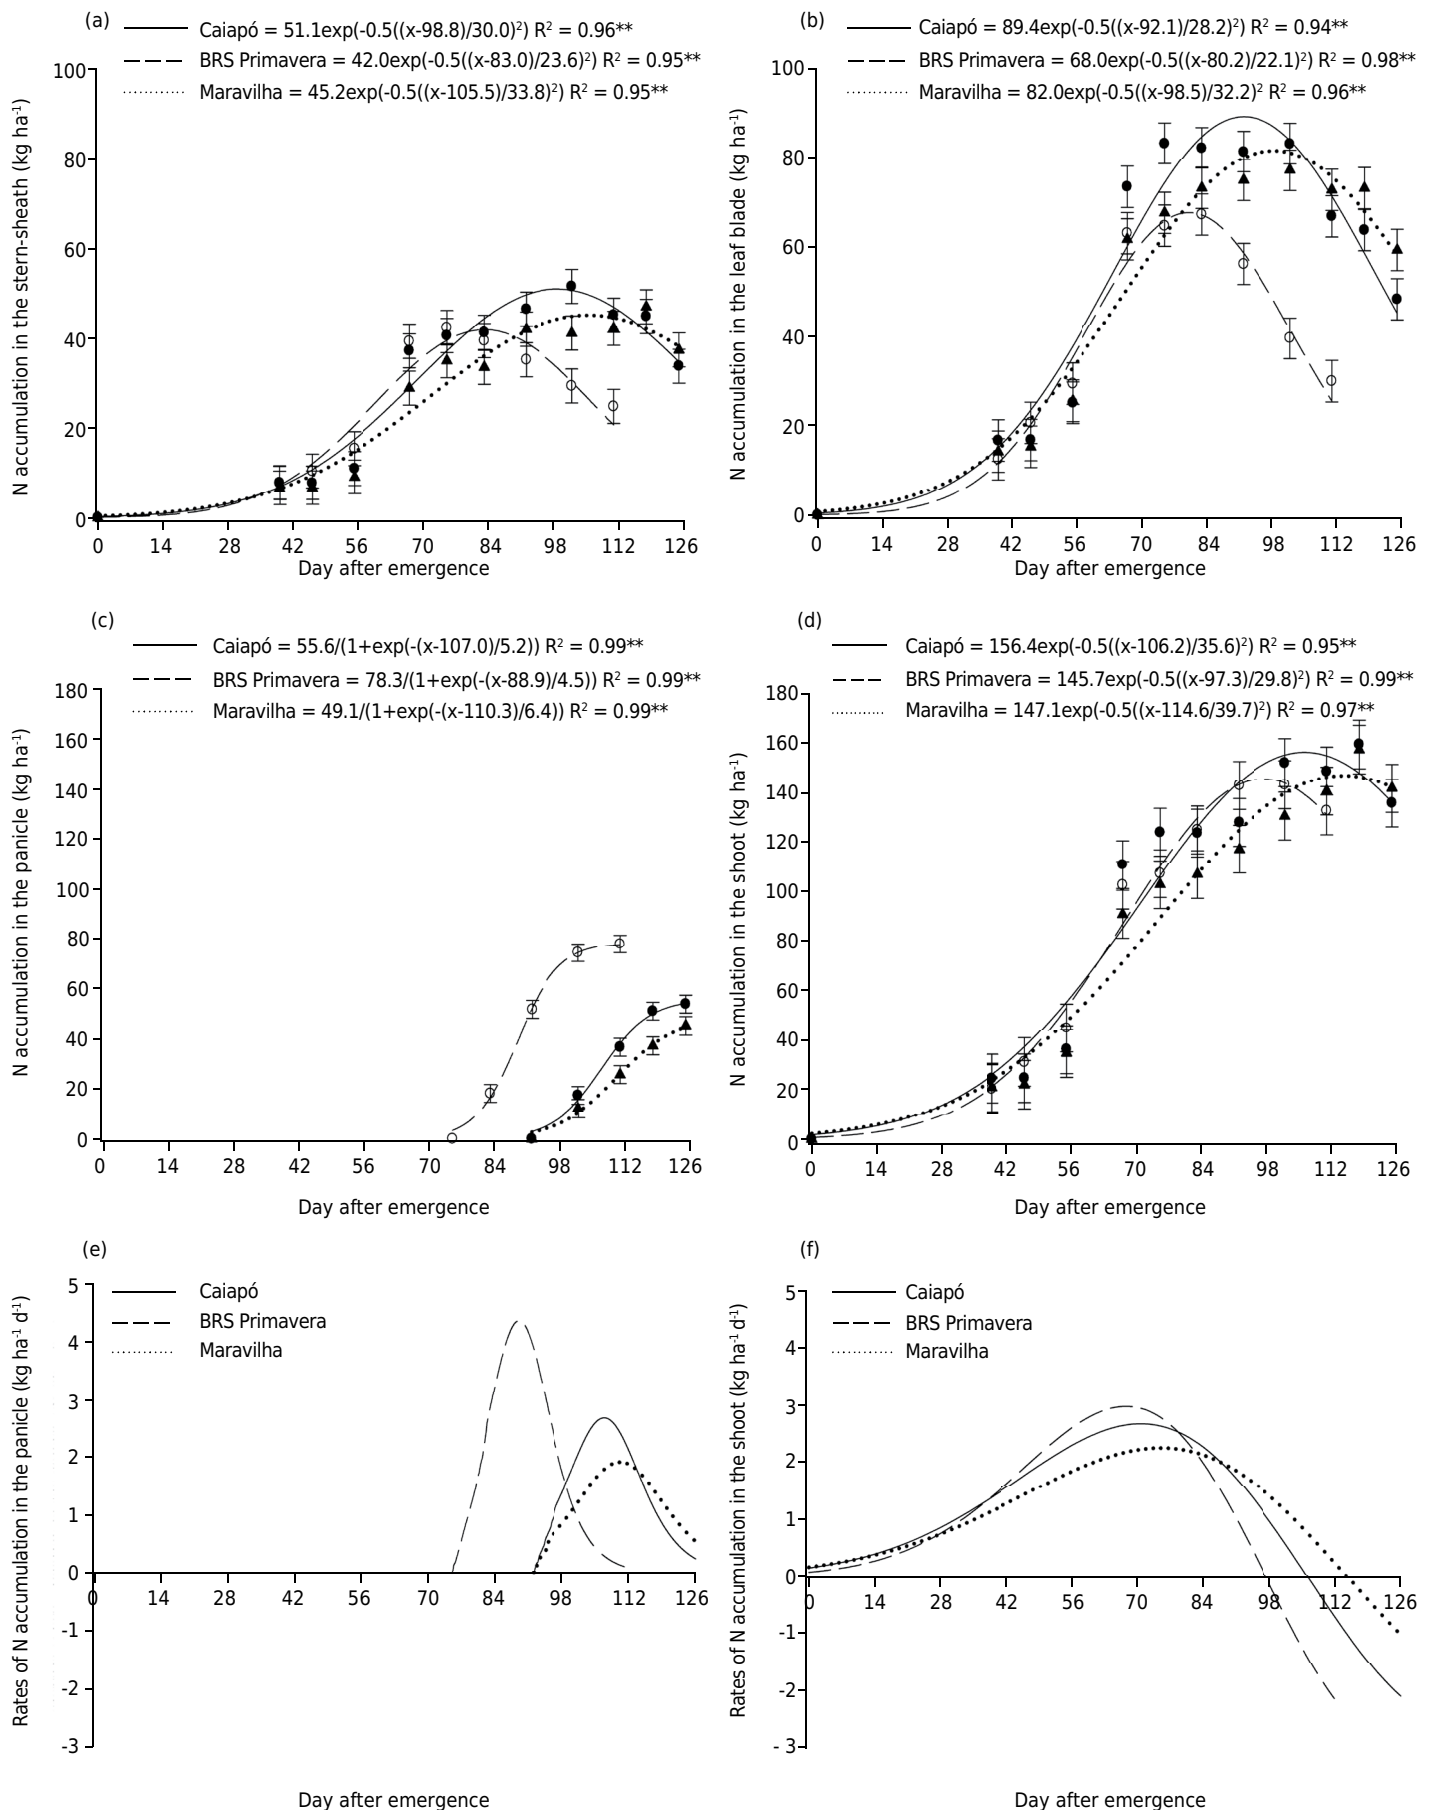 (a)
Caiapó = 51.1exp(-0.5((x-98.8)/30.0)²) R² = 0.96**
BRS Primavera = 42.0exp(-0.5((x-83.0)/23.6)²) R² = 0.95**
Maravilha = 45.2exp(-0.5((x-105.5)/33.8)²) R² = 0.95**
N accumulation in the stern-sheath (kg ha⁻¹)
100
80
60
40
20
0
0 14 28 42 56 70 84 98 112 126
Day after emergence
(b)
Caiapó = 89.4exp(-0.5((x-92.1)/28.2)²) R² = 0.94**
BRS Primavera = 68.0exp(-0.5((x-80.2)/22.1)²) R² = 0.98**
Maravilha = 82.0exp(-0.5((x-98.5)/32.2)² R² = 0.96**
N accumulation in the leaf blade (kg ha⁻¹)
100
80
60
40
20
0
0 14 28 42 56 70 84 98 112 126
Day after emergence
(c)
Caiapó = 55.6/(1+exp(-(x-107.0)/5.2)) R² = 0.99**
BRS Primavera = 78.3/(1+exp(-(x-88.9)/4.5)) R² = 0.99**
Maravilha = 49.1/(1+exp(-(x-110.3)/6.4)) R² = 0.99**
N accumulation in the panicle (kg ha⁻¹)
180
160
140
120
100
80
60
40
20
0
0 14 28 42 56 70 84 98 112 126
Day after emergence
(d)
Caiapó = 156.4exp(-0.5((x-106.2)/35.6)²) R² = 0.95**
BRS Primavera = 145.7exp(-0.5((x-97.3)/29.8)²) R² = 0.99**
Maravilha = 147.1exp(-0.5((x-114.6/39.7)²) R² = 0.97**
N accumulation in the shoot (kg ha⁻¹)
180
160
140
120
100
80
60
40
20
0
0 14 28 42 56 70 84 98 112 126
Day after emergence
(e)
Caiapó
BRS Primavera
Maravilha
Rates of N accumulation in the panicle (kg ha⁻¹ d⁻¹)
5
4
3
2
1
0
0 14 28 42 56 70 84 98 112 126
-1
-2
-3
Day after emergence
(f)
Caiapó
BRS Primavera
Maravilha
Rates of N accumulation in the shoot (kg ha⁻¹ d⁻¹)
5
4
3
2
1
0
0 14 28 42 56 70 84 98 112 126
-1
-2
- 3
Day after emergence